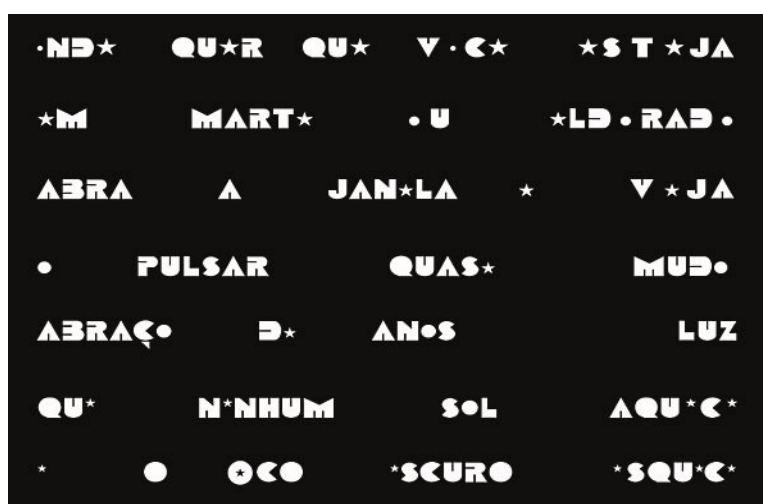 ●ND★ QU★R QU★ V●C★ ★ST★JA
★M MART★ ●U ★LD●RAD●
ABRA A JAN★LA ★ V★JA
● PULSAR QUAS★ MUD●
ABRAÇ● D★ AN●S LUZ
QU★ N★NHUM S●L AQU★C★
★ ● ✪C● ★SCUR● ★SQU★C★